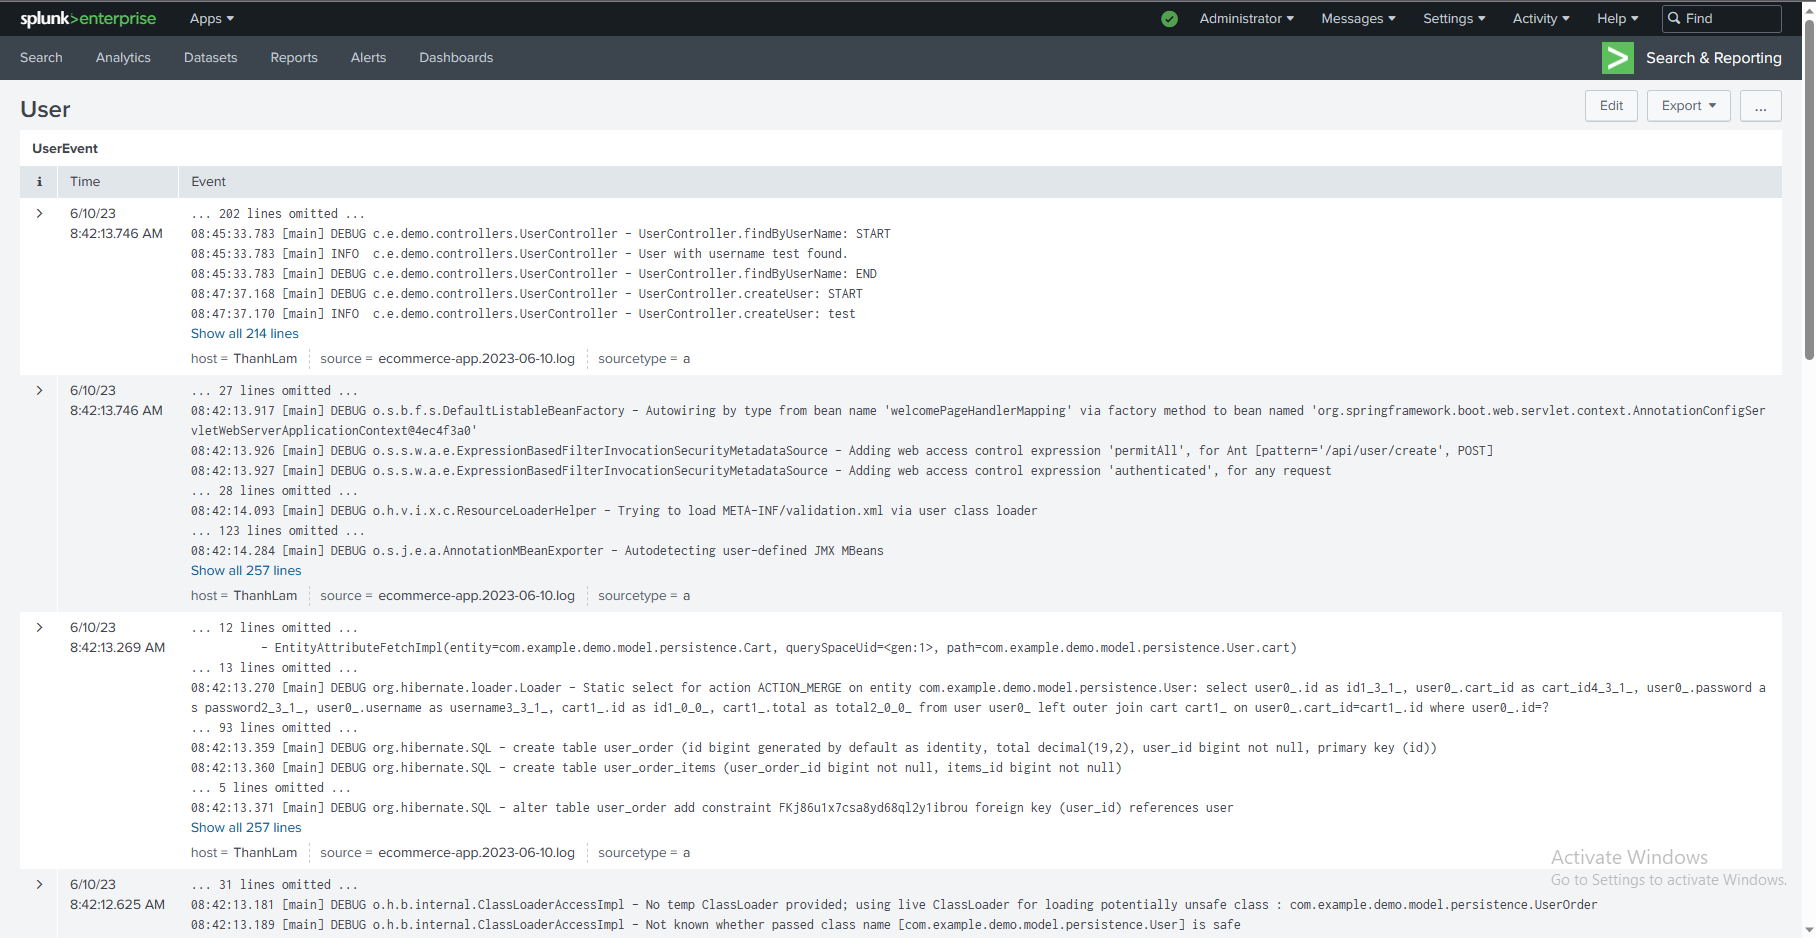 splunk>enterprise Apps Administrator Messages Settings Activity Help Find
Search Analytics Datasets Reports Alerts Dashboards Search & Reporting
User Edit Export ...
UserEvent
i Time Event
6/10/23 ... 202 lines omitted ...
8:42:13.746 AM 08:45:33.783 [main] DEBUG c.e.demo.controllers.UserController - UserController.findByUserName: START
08:45:33.783 [main] INFO  c.e.demo.controllers.UserController - User with username test found.
08:45:33.783 [main] DEBUG c.e.demo.controllers.UserController - UserController.findByUserName: END
08:47:37.168 [main] DEBUG c.e.demo.controllers.UserController - UserController.createUser: START
08:47:37.170 [main] INFO  c.e.demo.controllers.UserController - UserController.createUser: test
Show all 214 lines
host = ThanhLam source = ecommerce-app.2023-06-10.log sourcetype = a
6/10/23 ... 27 lines omitted ...
8:42:13.746 AM 08:42:13.917 [main] DEBUG o.s.b.f.s.DefaultListableBeanFactory - Autowiring by type from bean name 'welcomePageHandlerMapping' via factory method to bean named 'org.springframework.boot.web.servlet.context.AnnotationConfigSer
vletWebServerApplicationContext@4ec4f3a0'
08:42:13.926 [main] DEBUG o.s.s.w.a.e.ExpressionBasedFilterInvocationSecurityMetadataSource - Adding web access control expression 'permitAll', for Ant [pattern='/api/user/create', POST]
08:42:13.927 [main] DEBUG o.s.s.w.a.e.ExpressionBasedFilterInvocationSecurityMetadataSource - Adding web access control expression 'authenticated', for any request
... 28 lines omitted ...
08:42:14.093 [main] DEBUG o.h.v.i.x.c.ResourceLoaderHelper - Trying to load META-INF/validation.xml via user class loader
... 123 lines omitted ...
08:42:14.284 [main] DEBUG o.s.j.e.a.AnnotationMBeanExporter - Autodetecting user-defined JMX MBeans
Show all 257 lines
host = ThanhLam source = ecommerce-app.2023-06-10.log sourcetype = a
6/10/23 ... 12 lines omitted ...
8:42:13.269 AM - EntityAttributeFetchImpl(entity=com.example.demo.model.persistence.Cart, querySpaceUid=<gen:1>, path=com.example.demo.model.persistence.User.cart)
... 13 lines omitted ...
08:42:13.270 [main] DEBUG org.hibernate.loader.Loader - Static select for action ACTION_MERGE on entity com.example.demo.model.persistence.User: select user0_.id as id1_3_1_, user0_.cart_id as cart_id4_3_1_, user0_.password a
s password2_3_1_, user0_.username as username3_3_1_, cart1_.id as id1_0_0_, cart1_.total as total2_0_0_ from user user0_ left outer join cart cart1_ on user0_.cart_id=cart1_.id where user0_.id=?
... 93 lines omitted ...
08:42:13.359 [main] DEBUG org.hibernate.SQL - create table user_order (id bigint generated by default as identity, total decimal(19,2), user_id bigint not null, primary key (id))
08:42:13.360 [main] DEBUG org.hibernate.SQL - create table user_order_items (user_order_id bigint not null, items_id bigint not null)
... 5 lines omitted ...
08:42:13.371 [main] DEBUG org.hibernate.SQL - alter table user_order add constraint FKj86u1x7csa8yd68ql2y1ibrou foreign key (user_id) references user
Show all 257 lines
host = ThanhLam source = ecommerce-app.2023-06-10.log sourcetype = a
Activate Windows
Go to Settings to activate Windows.
6/10/23 ... 31 lines omitted ...
8:42:12.625 AM 08:42:13.181 [main] DEBUG o.h.b.internal.ClassLoaderAccessImpl - No temp ClassLoader provided; using live ClassLoader for loading potentially unsafe class : com.example.demo.model.persistence.UserOrder
08:42:13.189 [main] DEBUG o.h.b.internal.ClassLoaderAccessImpl - Not known whether passed class name [com.example.demo.model.persistence.User] is safe